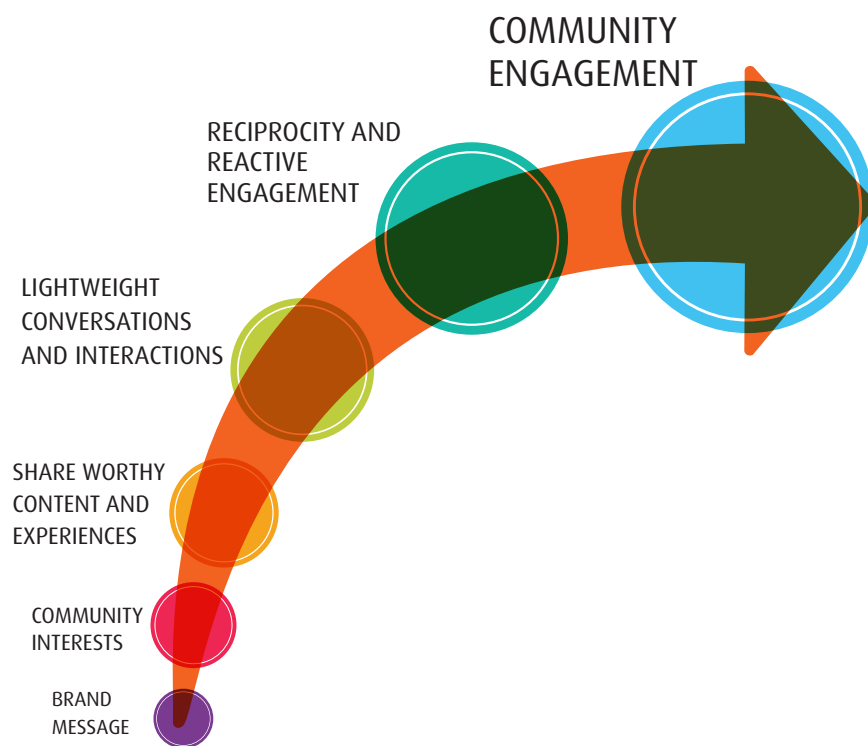 COMMUNITY
ENGAGEMENT
RECIPROCITY AND
REACTIVE
ENGAGEMENT
LIGHTWEIGHT
CONVERSATIONS
AND INTERACTIONS
SHARE WORTHY
CONTENT AND
EXPERIENCES
COMMUNITY
INTERESTS
BRAND
MESSAGE